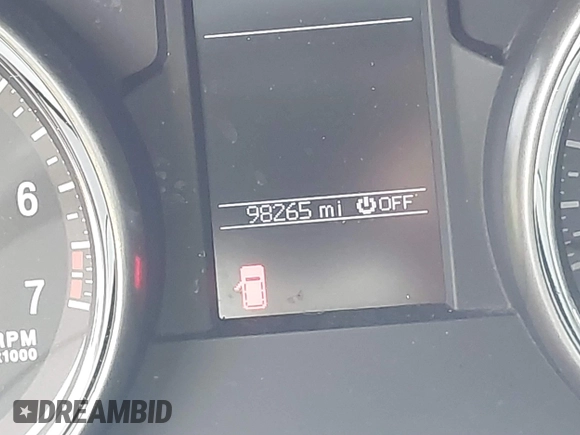 98265 mi OFF
6
7
RPM
x1000
DREAMBID